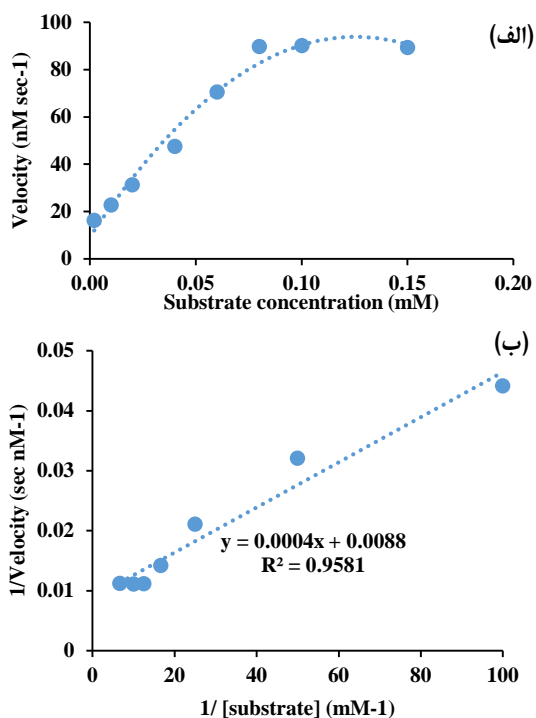 (الف)
Velocity (nM sec-1)
100
80
60
40
20
0
0.00 0.05 0.10 0.15 0.20
Substrate concentration (mM)
(ب)
1/Velocity (sec nM-1)
0.05
0.04
0.03
0.02
0.01
0
y = 0.0004x + 0.0088
R² = 0.9581
0 20 40 60 80 100
1/ [substrate] (mM-1)